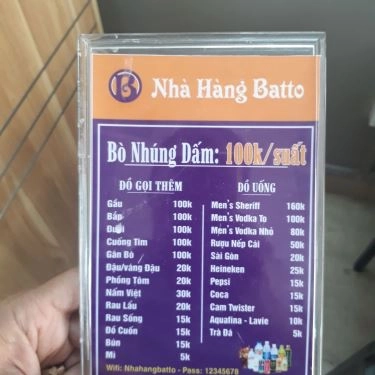 B Nhà Hàng Batto
Bò Nhúng Dấm: 100k/suất
ĐỒ GỌI THÊM
Gầu 100k
Bắp 100k
Đuôi 100k
Cuống Tim 100k
Gân Bò 100k
Đậu/váng Đậu 20k
Phồng Tôm 20k
Nấm Việt 30k
Rau Lẩu 20k
Rau Sống 15k
Đồ Cuốn 15k
Bún 15k
Mì 5k
ĐỒ UỐNG
Men's Sheriff 160k
Men's Vodka To 100k
Men's Vodka Nhỏ 80k
Rượu Nếp Cái 50k
Sài Gòn 20k
Heineken 25k
Pepsi 15k
Coca 15k
Cam Twister 15k
Aquafina - Lavie 10k
Trà Đá 5k
Wifi: Nhahangbatto - Pass: 12345678